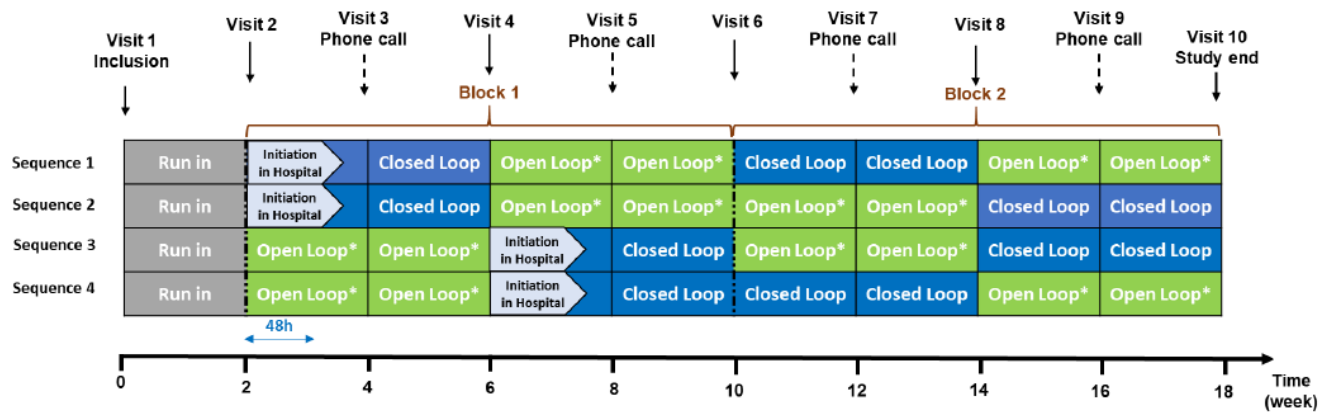 Visit 1
Inclusion
Visit 2
Visit 3
Phone call
Visit 4
Visit 5
Phone call
Visit 6
Visit 7
Phone call
Visit 8
Visit 9
Phone call
Visit 10
Study end
Block 1
Block 2
Sequence 1
Run in
Initiation
in Hospital
Closed Loop
Open Loop*
Open Loop*
Closed Loop
Closed Loop
Open Loop*
Open Loop*
Sequence 2
Run in
Initiation
in Hospital
Closed Loop
Open Loop*
Open Loop*
Open Loop*
Open Loop*
Closed Loop
Closed Loop
Sequence 3
Run in
Open Loop*
Open Loop*
Initiation
in Hospital
Closed Loop
Open Loop*
Open Loop*
Closed Loop
Closed Loop
Sequence 4
Run in
Open Loop*
Open Loop*
Initiation
in Hospital
Closed Loop
Closed Loop
Closed Loop
Open Loop*
Open Loop*
48h
0 2 4 6 8 10 12 14 16 18
Time
(week)